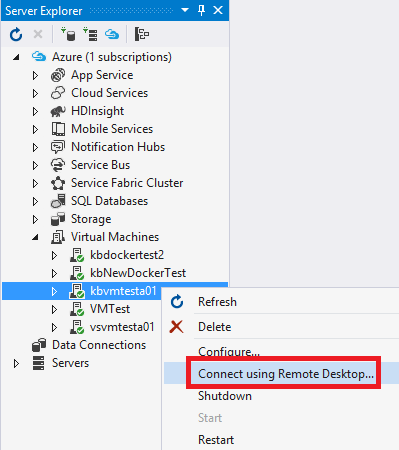 Server Explorer
Azure (1 subscriptions)
App Service
Cloud Services
HDInsight
Mobile Services
Notification Hubs
Service Bus
Service Fabric Cluster
SQL Databases
Storage
Virtual Machines
kbdockertest2
kbNewDockerTest
kbvmtesta01
VMTest
vsvmtesta01
Data Connections
Servers
Refresh
Delete
Configure...
Connect using Remote Desktop...
Shutdown
Start
Restart